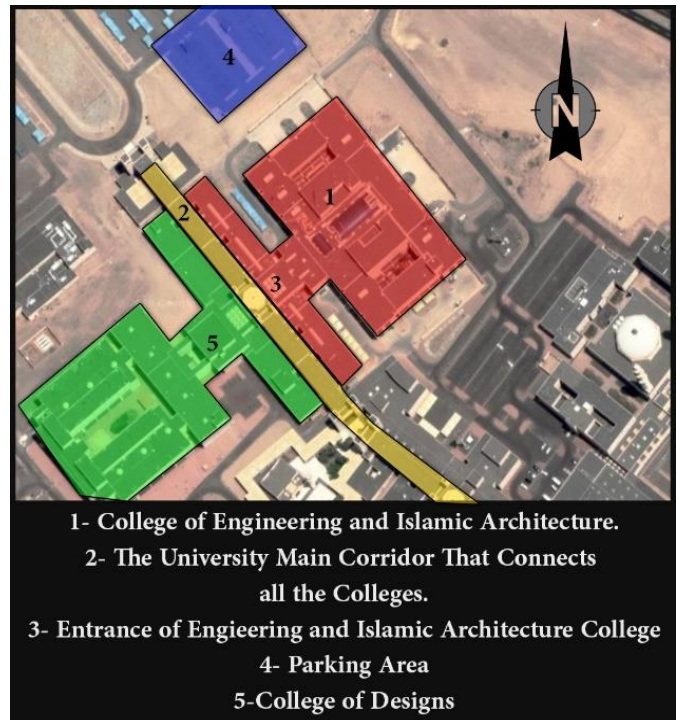 4
N
1
2
3
5
1- College of Engineering and Islamic Architecture.
2- The University Main Corridor That Connects
all the Colleges.
3- Entrance of Engieering and Islamic Architecture College
4- Parking Area
5-College of Designs